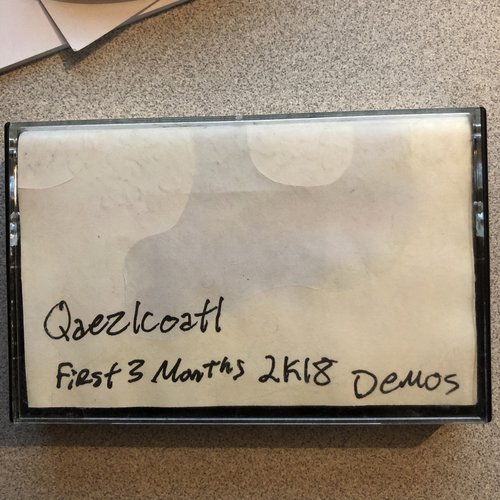 Qaezlcoatl
First 3 Months 2K18 Demos